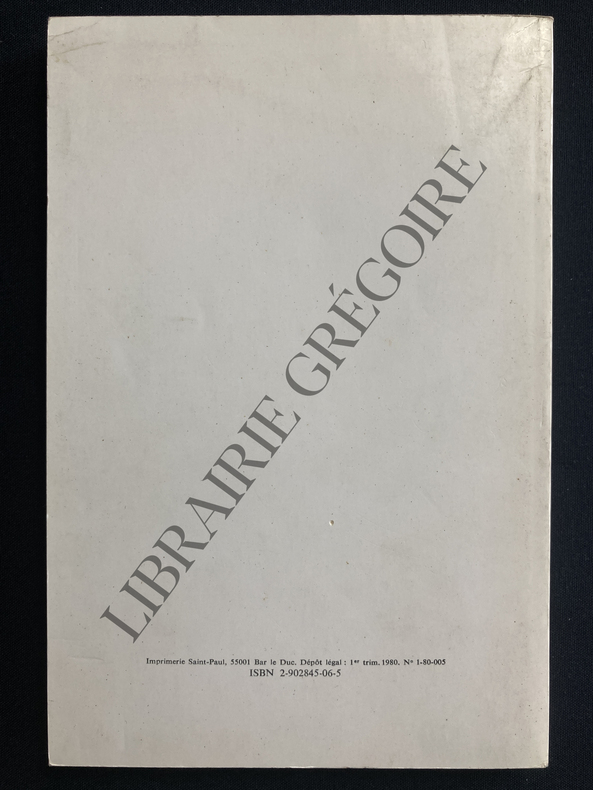 LIBRAIRIE GRÉGOIRE
Imprimerie Saint-Paul, 55001 Bar le Duc. Dépôt légal : 1er trim. 1980. N° 1-80-005
ISBN 2-902845-06-5